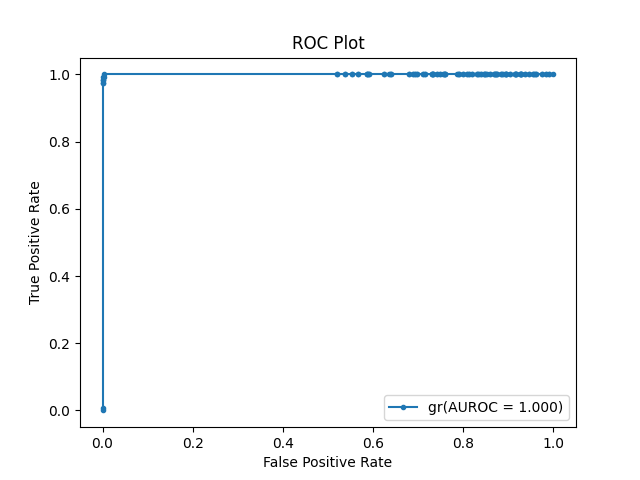 ROC Plot
True Positive Rate
1.0
0.8
0.6
0.4
0.2
0.0
gr(AUROC = 1.000)
0.0 0.2 0.4 0.6 0.8 1.0
False Positive Rate